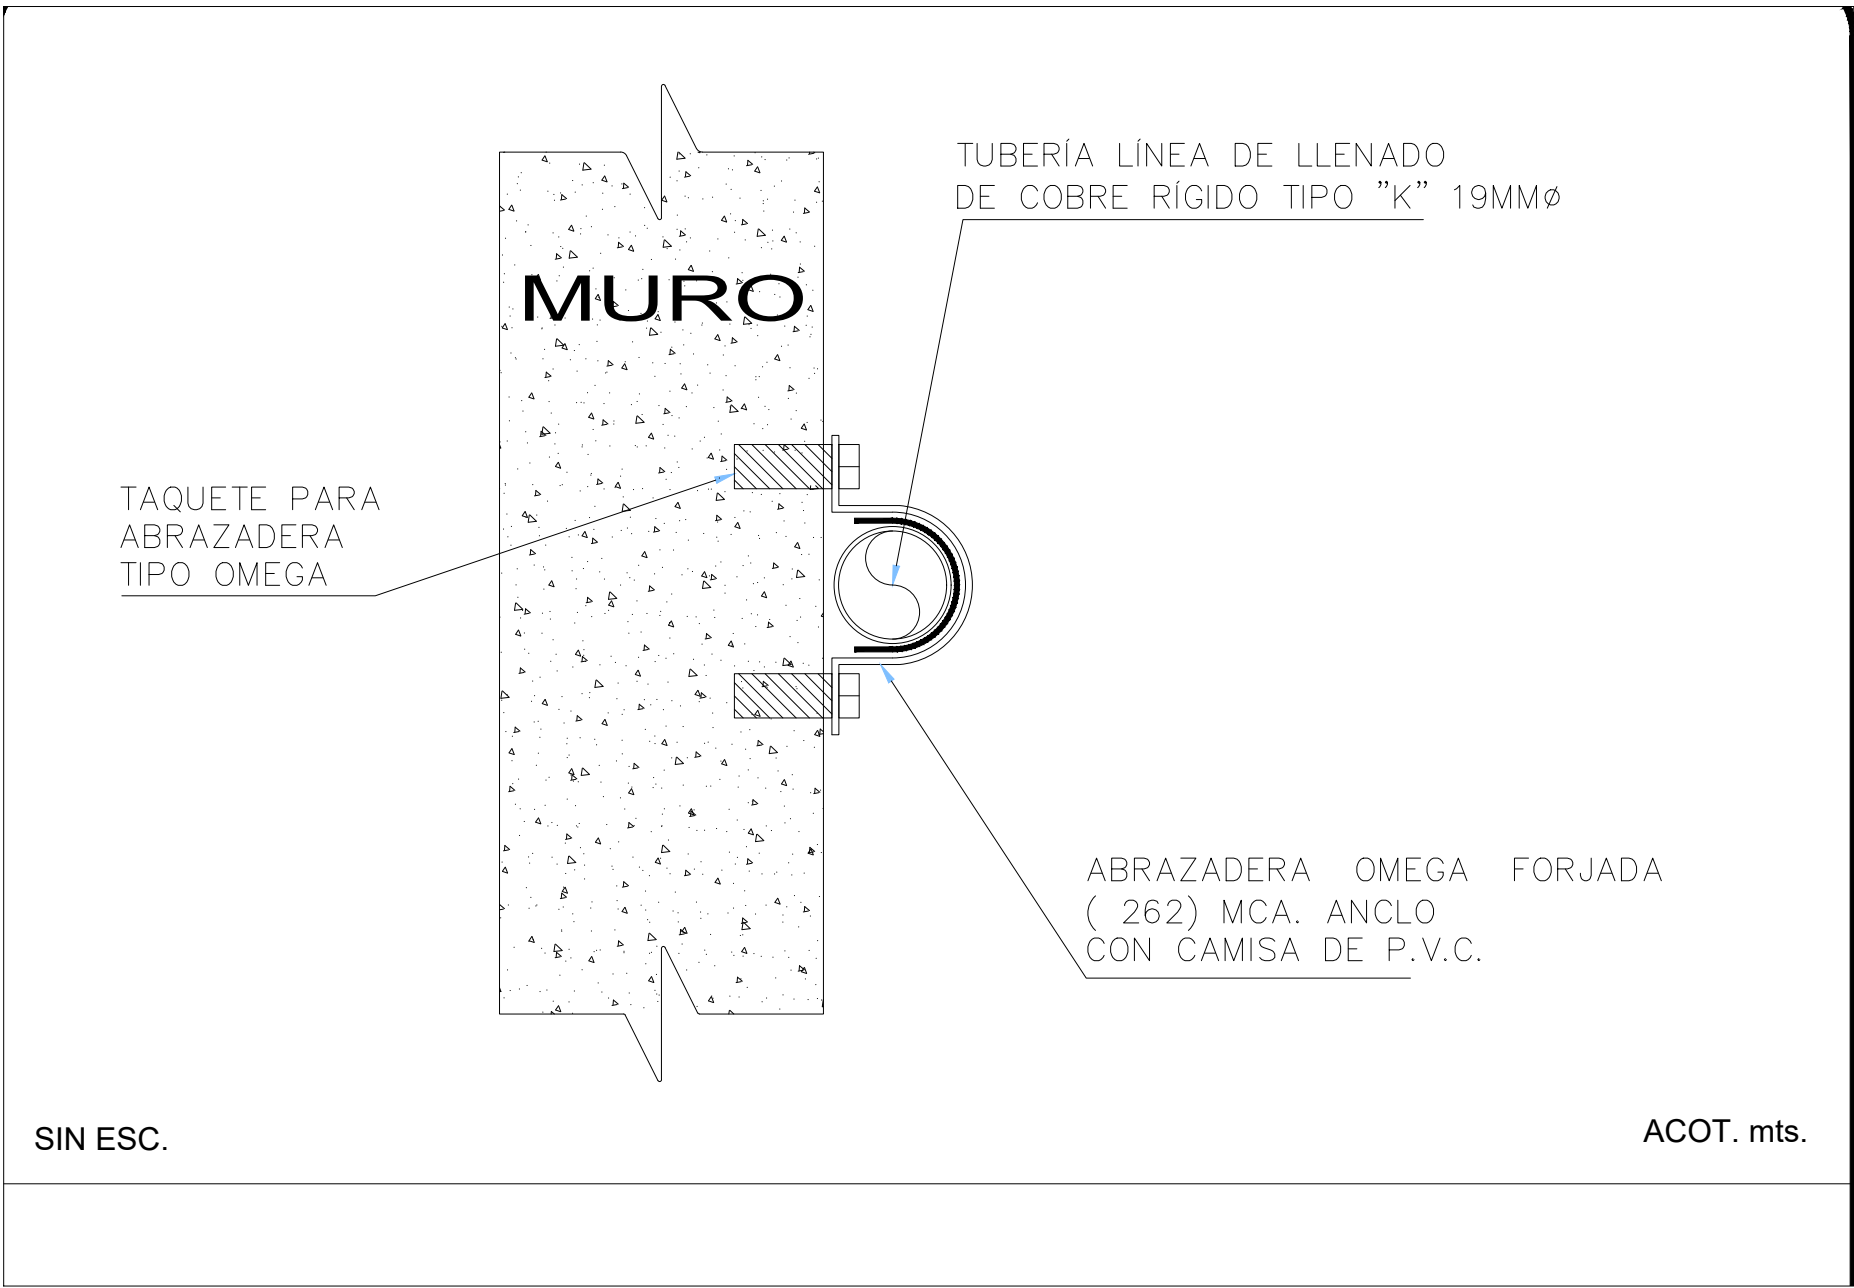 TUBERÍA LÍNEA DE LLENADO
DE COBRE RÍGIDO TIPO ”K” 19MMø
MURO
TAQUETE PARA
ABRAZADERA
TIPO OMEGA
ABRAZADERA OMEGA FORJADA
( 262) MCA. ANCLO
CON CAMISA DE P.V.C.
SIN ESC.
ACOT. mts.